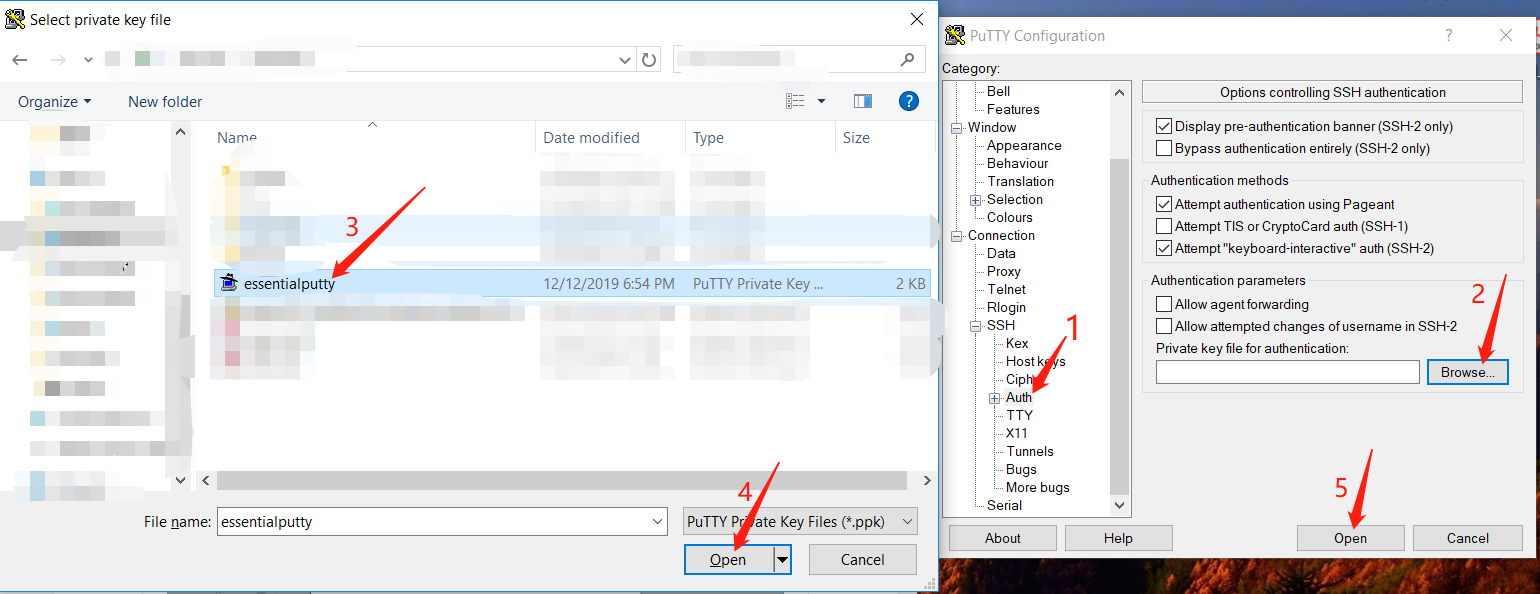 Select private key file
Organize
New folder
?
Name
Date modified
Type
Size
3
essentialputty
12/12/2019 6:54 PM
PuTTY Private Key ...
2 KB
File name:
essentialputty
PuTTY Private Key Files (*.ppk)
4
Open
Cancel
PuTTY Configuration
?
Category:
Bell
Features
Window
Appearance
Behaviour
Translation
Selection
Colours
Connection
Data
Proxy
Telnet
Rlogin
SSH
1
Kex
Host keys
Ciph
Auth
TTY
X11
Tunnels
Bugs
More bugs
Serial
Options controlling SSH authentication
Display pre-authentication banner (SSH-2 only)
Bypass authentication entirely (SSH-2 only)
Authentication methods
Attempt authentication using Pageant
Attempt TIS or CryptoCard auth (SSH-1)
Attempt "keyboard-interactive" auth (SSH-2)
Authentication parameters
2
Allow agent forwarding
Allow attempted changes of username in SSH-2
Private key file for authentication:
Browse...
5
About
Help
Open
Cancel